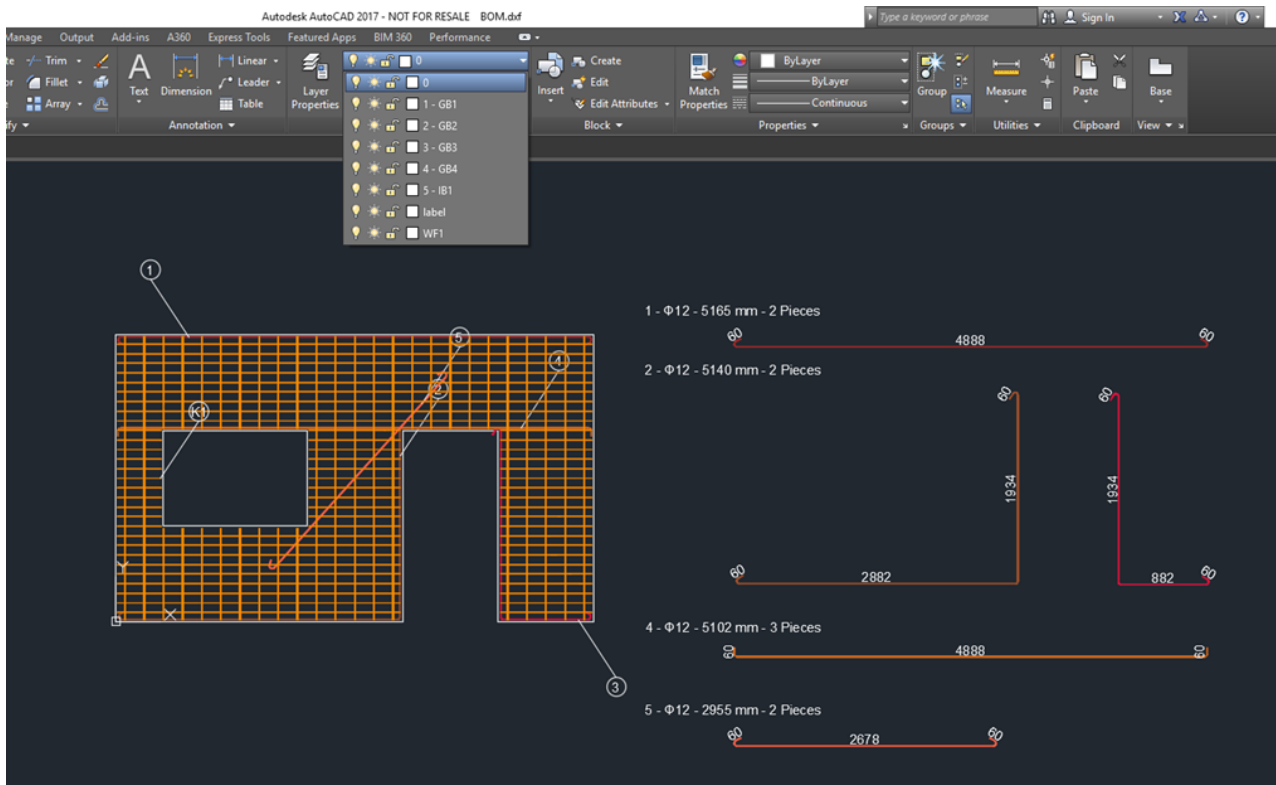 Autodesk AutoCAD 2017 - NOT FOR RESALE BOM.dxf
Type a keyword or phrase
Sign In
Manage Output Add-ins A360 Express Tools Featured Apps BIM 360 Performance
Trim
Fillet
Array
Text
Dimension
Linear
Leader
Table
Annotation
Layer
Properties
0
0
1 - GB1
2 - GB2
3 - GB3
4 - GB4
5 - IB1
label
WF1
Insert
Create
Edit
Edit Attributes
Block
Match
Properties
ByLayer
ByLayer
Continuous
Properties
Group
Groups
Measure
Utilities
Paste
Clipboard
Base
View
1
5
4
2
K1
3
Y
X
1 - Φ12 - 5165 mm - 2 Pieces
60 4888 60
2 - Φ12 - 5140 mm - 2 Pieces
60 60
1934 1934
60 2882 882 60
4 - Φ12 - 5102 mm - 3 Pieces
60 4888 60
5 - Φ12 - 2955 mm - 2 Pieces
60 2678 60